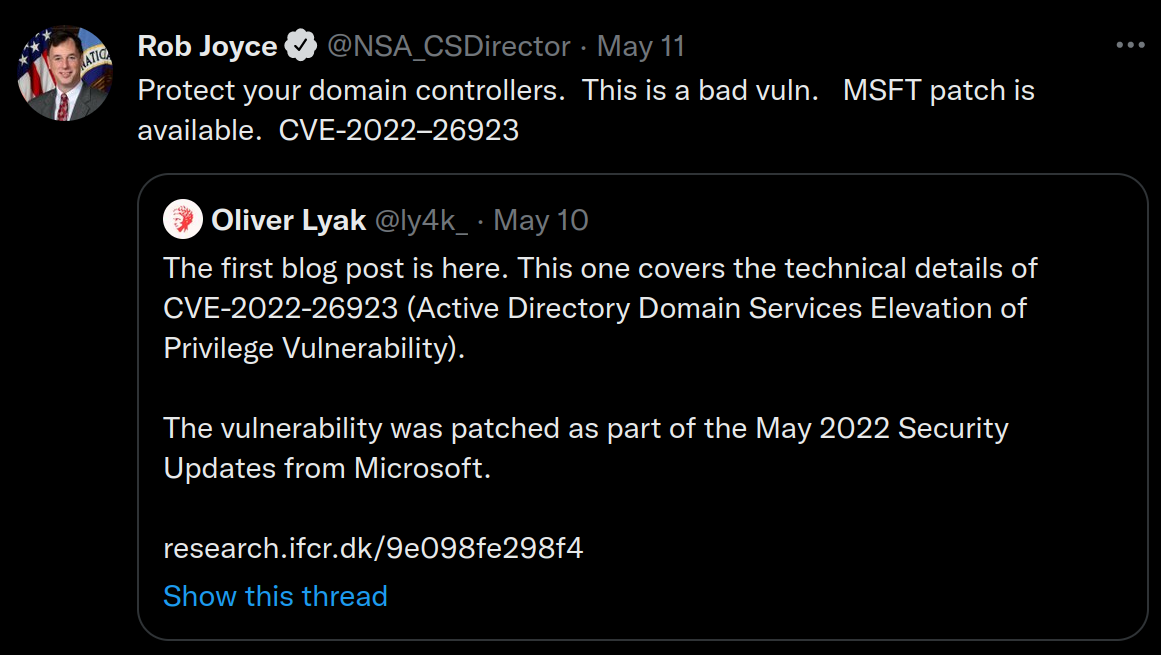 Rob Joyce @NSA_CSDirector · May 11
Protect your domain controllers.  This is a bad vuln.   MSFT patch is
available.  CVE-2022–26923
Oliver Lyak @ly4k_ · May 10
The first blog post is here. This one covers the technical details of
CVE-2022-26923 (Active Directory Domain Services Elevation of
Privilege Vulnerability).
The vulnerability was patched as part of the May 2022 Security
Updates from Microsoft.
research.ifcr.dk/9e098fe298f4
Show this thread